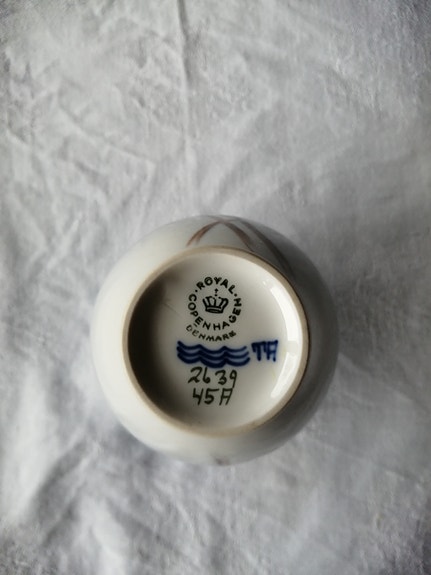 ROYAL
COPENHAGEN
DENMARK
TA
2639
45A